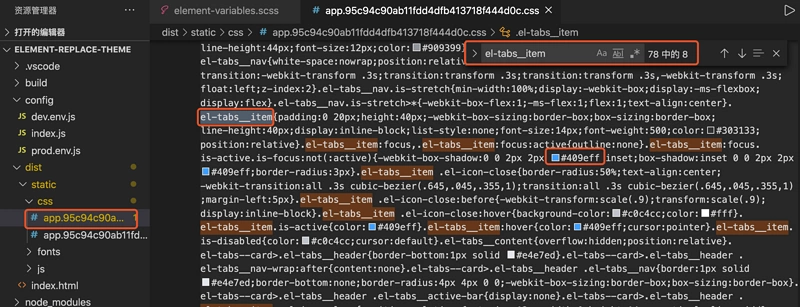 资源管理器
打开的编辑器
ELEMENT-REPLACE-THEME
.vscode
build
config
dev.env.js
index.js
prod.env.js
dist
static
css
app.95c94c90a... 1
app.95c94c90ab11fd...
fonts
js
index.html
node_modules
element-variables.scss
app.95c94c90ab11fdd4dfb4213718f444d0c.css
dist > static > css > # app.95c94c90ab11fdd4dfb4213718f444d0c.css > .el-tabs__item
el-tabs__item Aa Abl .* 78 中的 8
line-height:44px;font-size:12px;color:#909399}
el-tabs__nav{white-space:nowrap;position:relative
transition:-webkit-transform .3s;transition:transform .3s;transition:transform .3s,-webkit-transform .3s;
float:left;z-index:2}.el-tabs__nav.is-stretch{min-width:100%;display:-webkit-box;display:-ms-flexbox;
display:flex}.el-tabs__nav.is-stretch>*{-webkit-box-flex:1;-ms-flex:1;flex:1;text-align:center}.
el-tabs__item{padding:0 20px;height:40px;-webkit-box-sizing:border-box;box-sizing:border-box;
line-height:40px;display:inline-block;list-style:none;font-size:14px;font-weight:500;color:#303133;
position:relative}.el-tabs__item:focus,.el-tabs__item:focus:active{outline:none}.el-tabs__item:focus.
is-active.is-focus:not(:active){-webkit-box-shadow:0 0 2px 2px #409eff inset;box-shadow:inset 0 0 2px 2px
#409eff;border-radius:3px}.el-tabs__item .el-icon-close{border-radius:50%;text-align:center;
-webkit-transition:all .3s cubic-bezier(.645,.045,.355,1);transition:all .3s cubic-bezier(.645,.045,.355,1)
;margin-left:5px}.el-tabs__item .el-icon-close:before{-webkit-transform:scale(.9);transform:scale(.9);
display:inline-block}.el-tabs__item .el-icon-close:hover{background-color:#c0c4cc;color:#fff}.
el-tabs__item.is-active{color:#409eff}.el-tabs__item:hover{color:#409eff;cursor:pointer}.el-tabs__item.
is-disabled{color:#c0c4cc;cursor:default}.el-tabs__content{overflow:hidden;position:relative}.
el-tabs--card>.el-tabs__header{border-bottom:1px solid #e4e7ed}.el-tabs--card>.el-tabs__header .
el-tabs__nav-wrap:after{content:none}.el-tabs--card>.el-tabs__header .el-tabs__nav{border:1px solid
#e4e7ed;border-bottom:none;border-radius:4px 4px 0 0;-webkit-box-sizing:border-box;box-sizing:border-box}.
el-tabs--card>.el-tabs__header .el-tabs__active-bar{display:none}.el-tabs--card>.el-tabs__header .